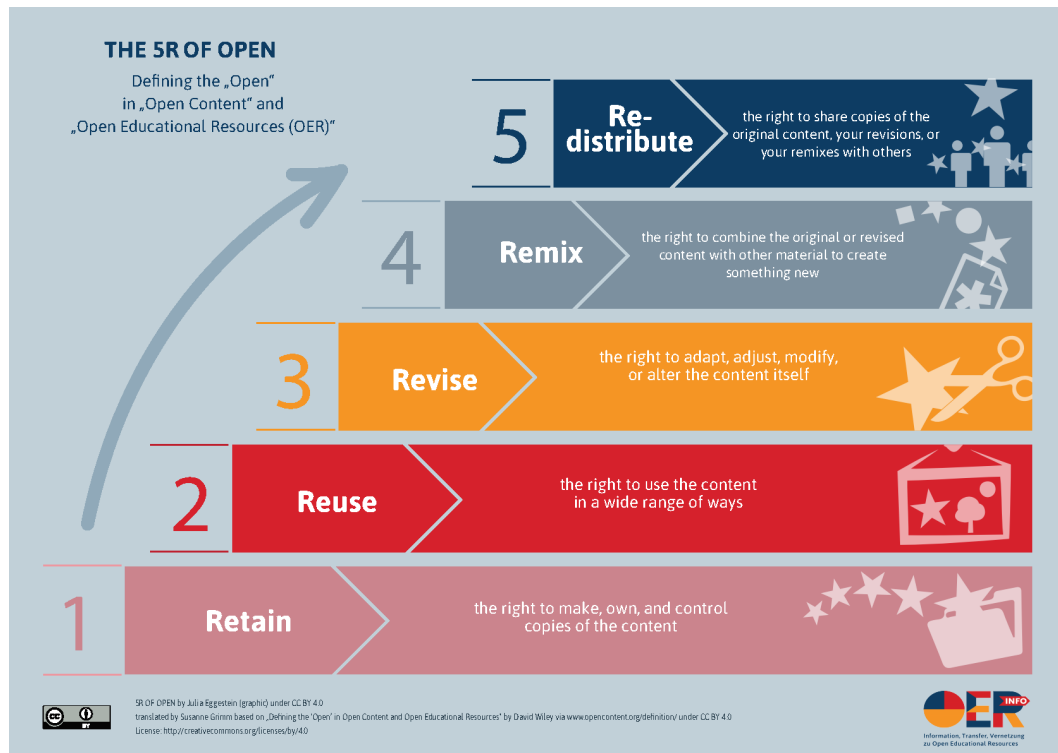 THE 5R OF OPEN
Defining the „Open“
in „Open Content“ and
„Open Educational Resources (OER)“
5
Re-
distribute
the right to share copies of the
original content, your revisions, or
your remixes with others
4
Remix
the right to combine the original or revised
content with other material to create
something new
3
Revise
the right to adapt, adjust, modify,
or alter the content itself
2
Reuse
the right to use the content
in a wide range of ways
1
Retain
the right to make, own, and control
copies of the content
cc
BY
5R OF OPEN by Julia Eggestein (graphic) under CC BY 4.0
translated by Susanne Grimm based on „Defining the 'Open' in Open Content and Open Educational Resources“ by David Wiley via www.opencontent.org/definition/ under CC BY 4.0
License: http://creativecommons.org/licenses/by/4.0
OER INFO
Information, Transfer, Vernetzung
zu Open Educational Resources